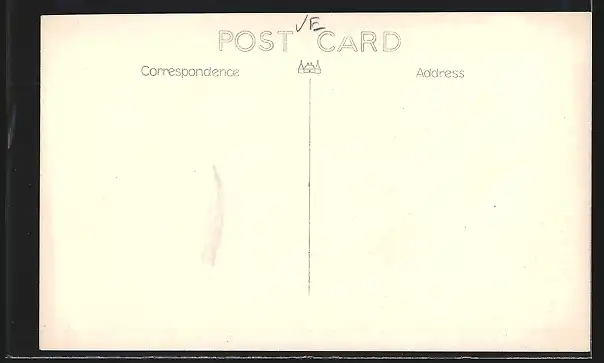 VE
POST CARD
Correspondence
Address